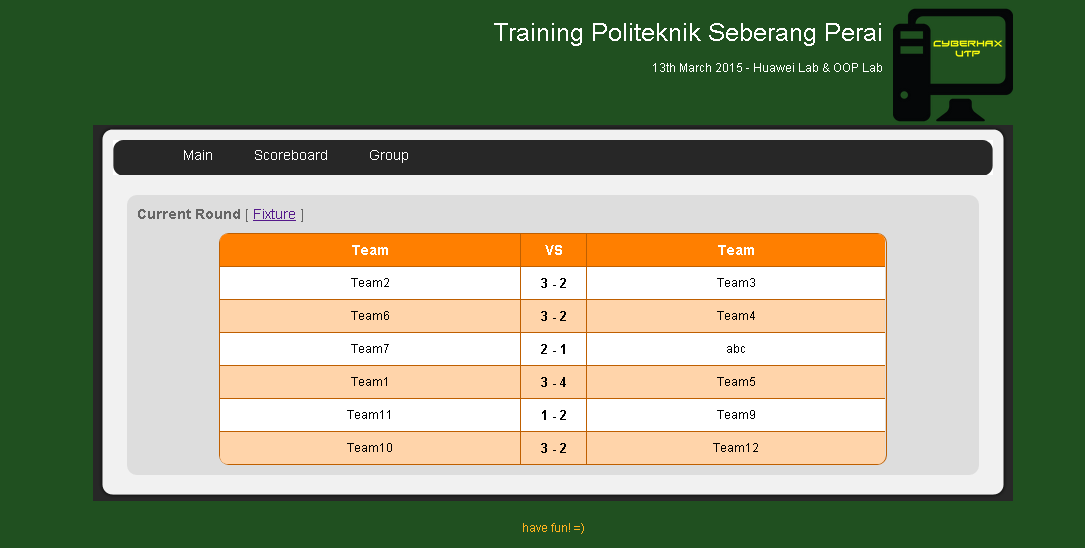 Training Politeknik Seberang Perai
13th March 2015 - Huawei Lab & OOP Lab
CYBERHAX
UTP
Main Scoreboard Group
Current Round [ Fixture ]
Team VS Team
Team2 3 - 2 Team3
Team6 3 - 2 Team4
Team7 2 - 1 abc
Team1 3 - 4 Team5
Team11 1 - 2 Team9
Team10 3 - 2 Team12
have fun! =)